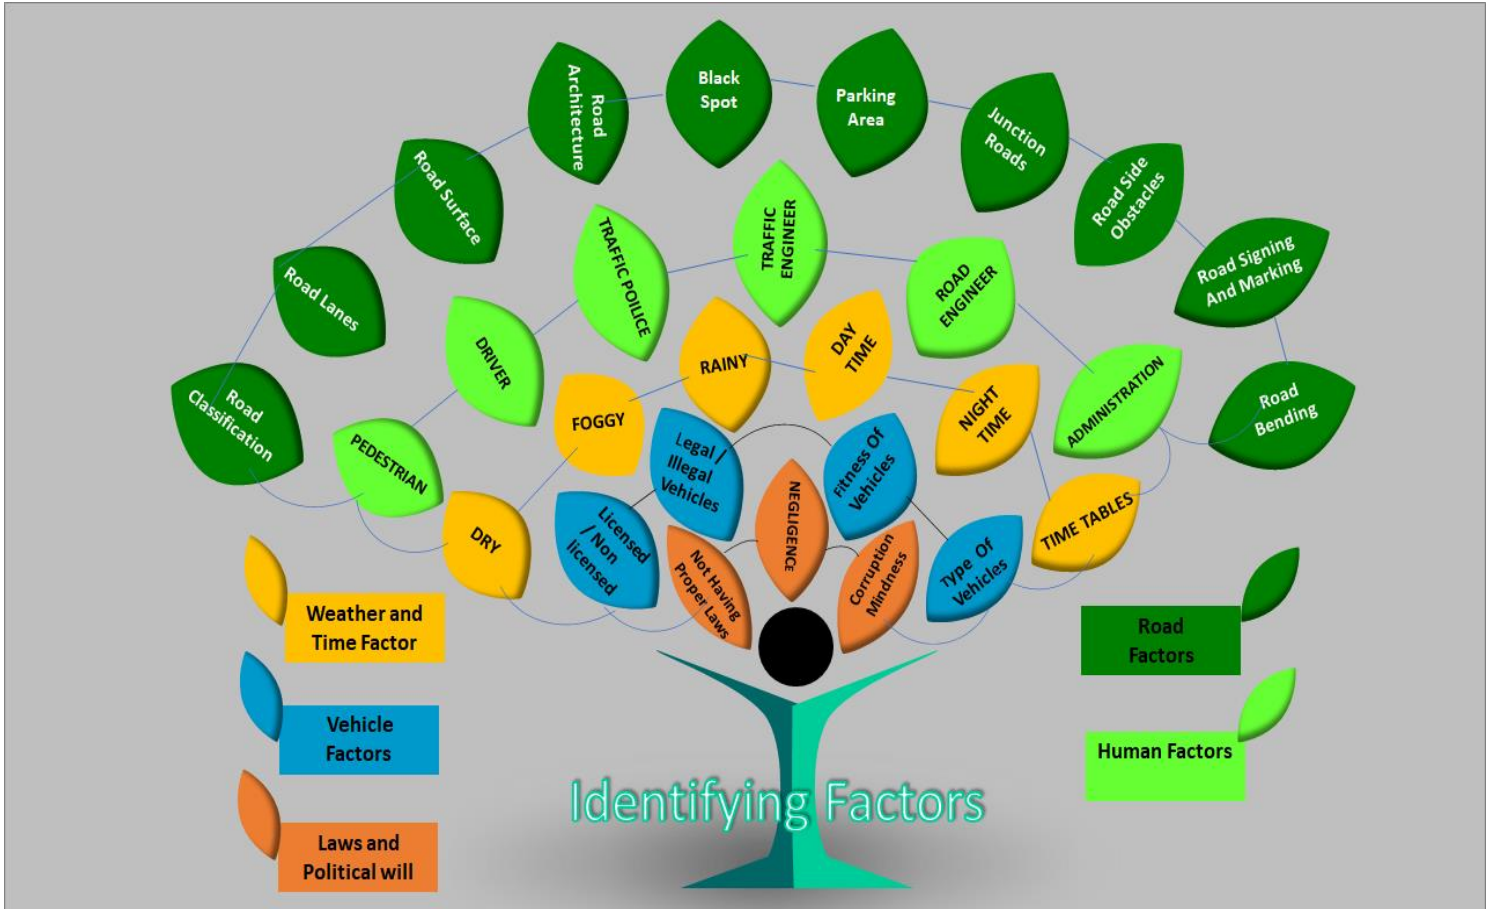 Black
Spot
Parking
Area
Road
Architecture
Junction
Roads
Road Surface
Road Side
Obstacles
Road Lanes
Road Signing
And Marking
Road
Classification
Road
Bending
TRAFFIC
ENGINEER
TRAFFIC POILICE
ROAD
ENGINEER
DRIVER
ADMINISTRATION
PEDESTRIAN
RAINY
DAY
TIME
FOGGY
NIGHT
TIME
DRY
TIME TABLES
Legal /
Illegal
Vehicles
Fitness Of
Vehicles
Licensed
/ Non
licensed
Type Of
Vehicles
NEGLIGENCE
Not Having
Proper Laws
Corruption
Mindness
Weather and
Time Factor
Vehicle
Factors
Laws and
Political will
Road
Factors
Human Factors
Identifying Factors